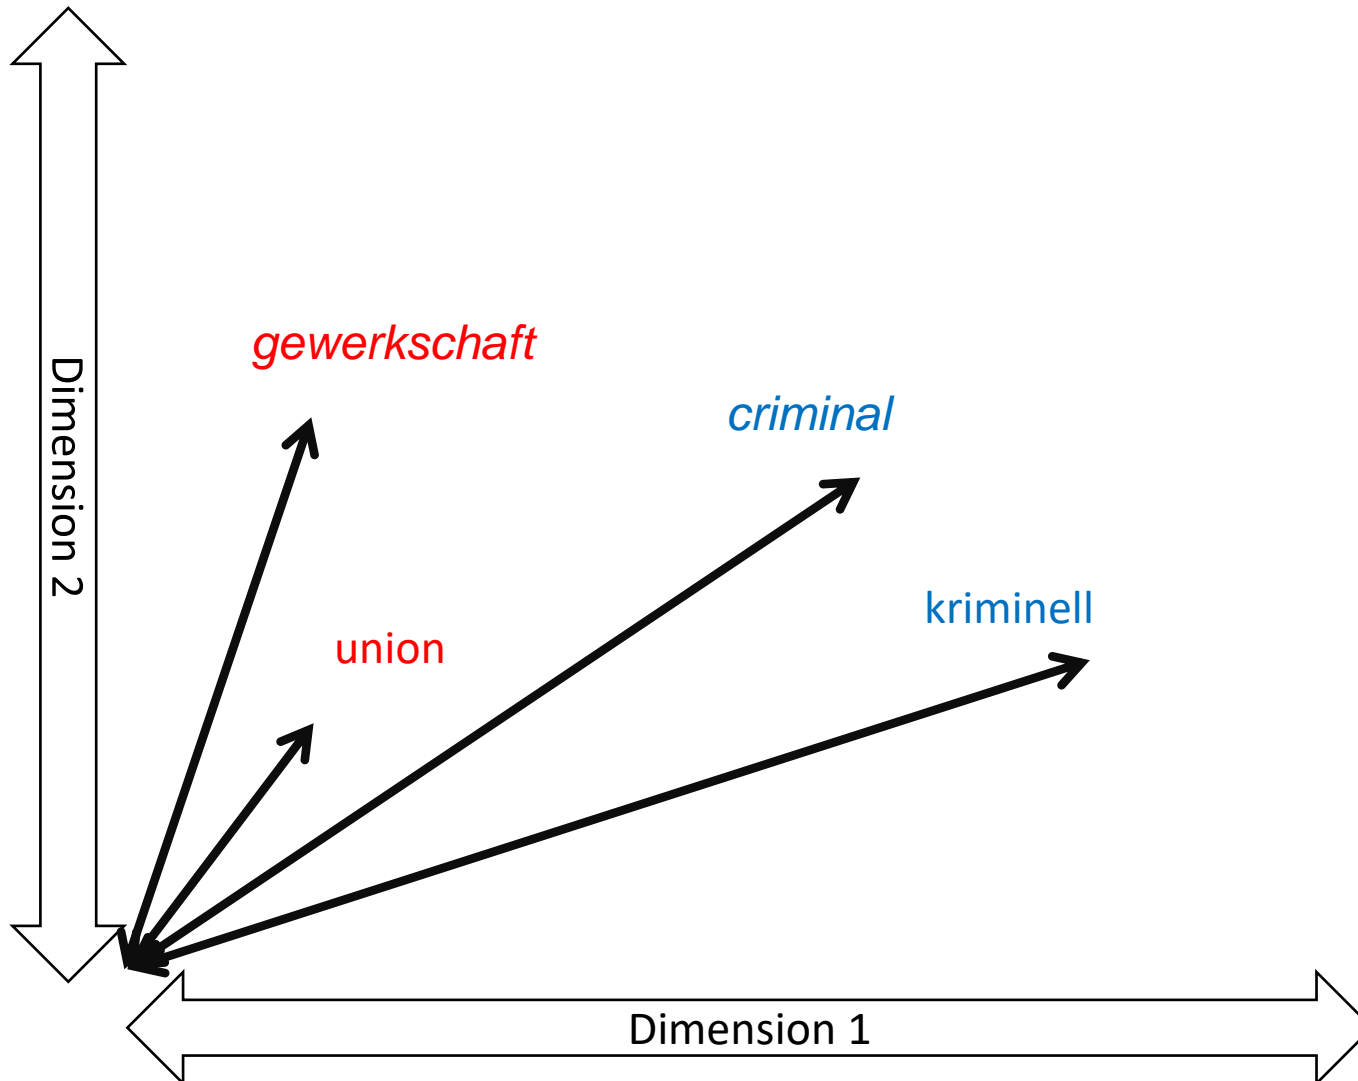 gewerkschaft
criminal
Dimension 2
kriminell
union
Dimension 1